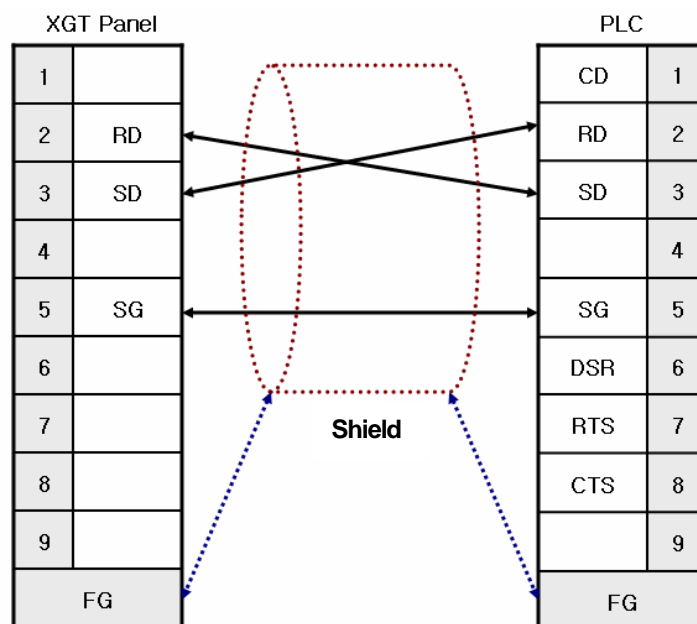 XGT Panel PLC
1 CD 1
2 RD RD 2
3 SD SD 3
4 4
5 SG SG 5
6 DSR 6
7 RTS 7
Shield
8 CTS 8
9 9
FG FG